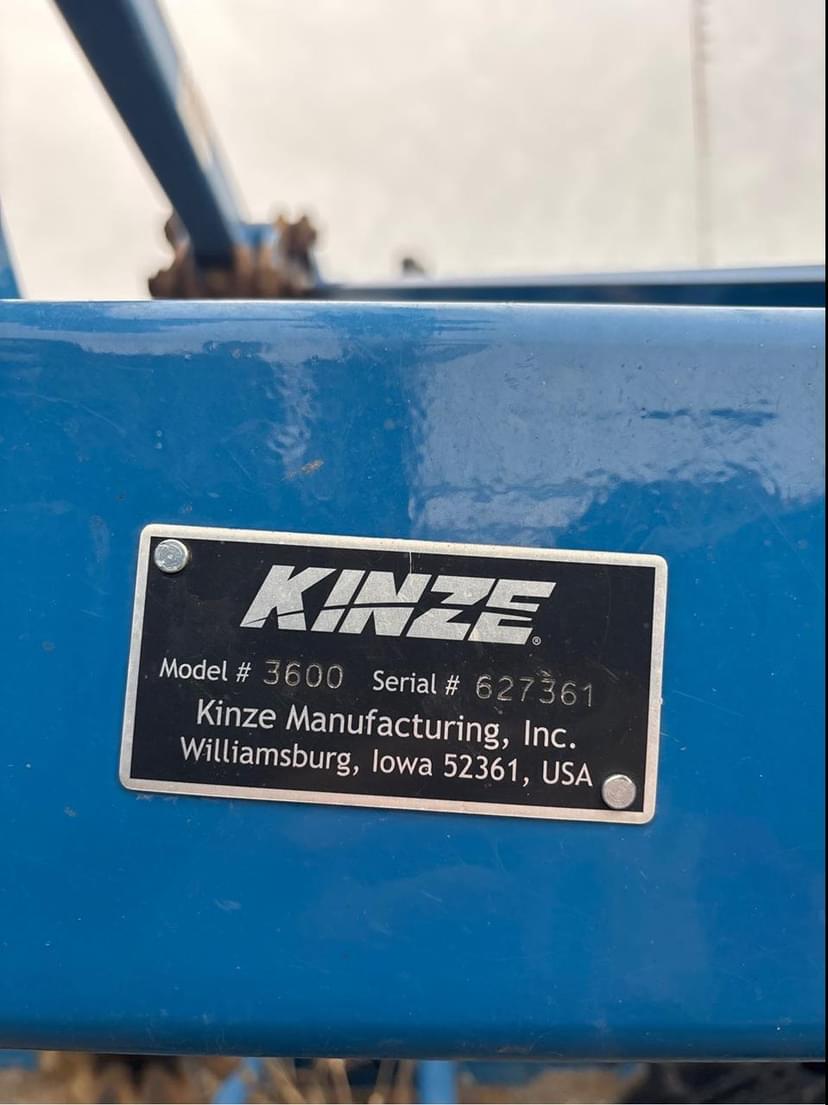 KINZE®
Model # 3600 Serial # 627361
Kinze Manufacturing, Inc.
Williamsburg, Iowa 52361, USA